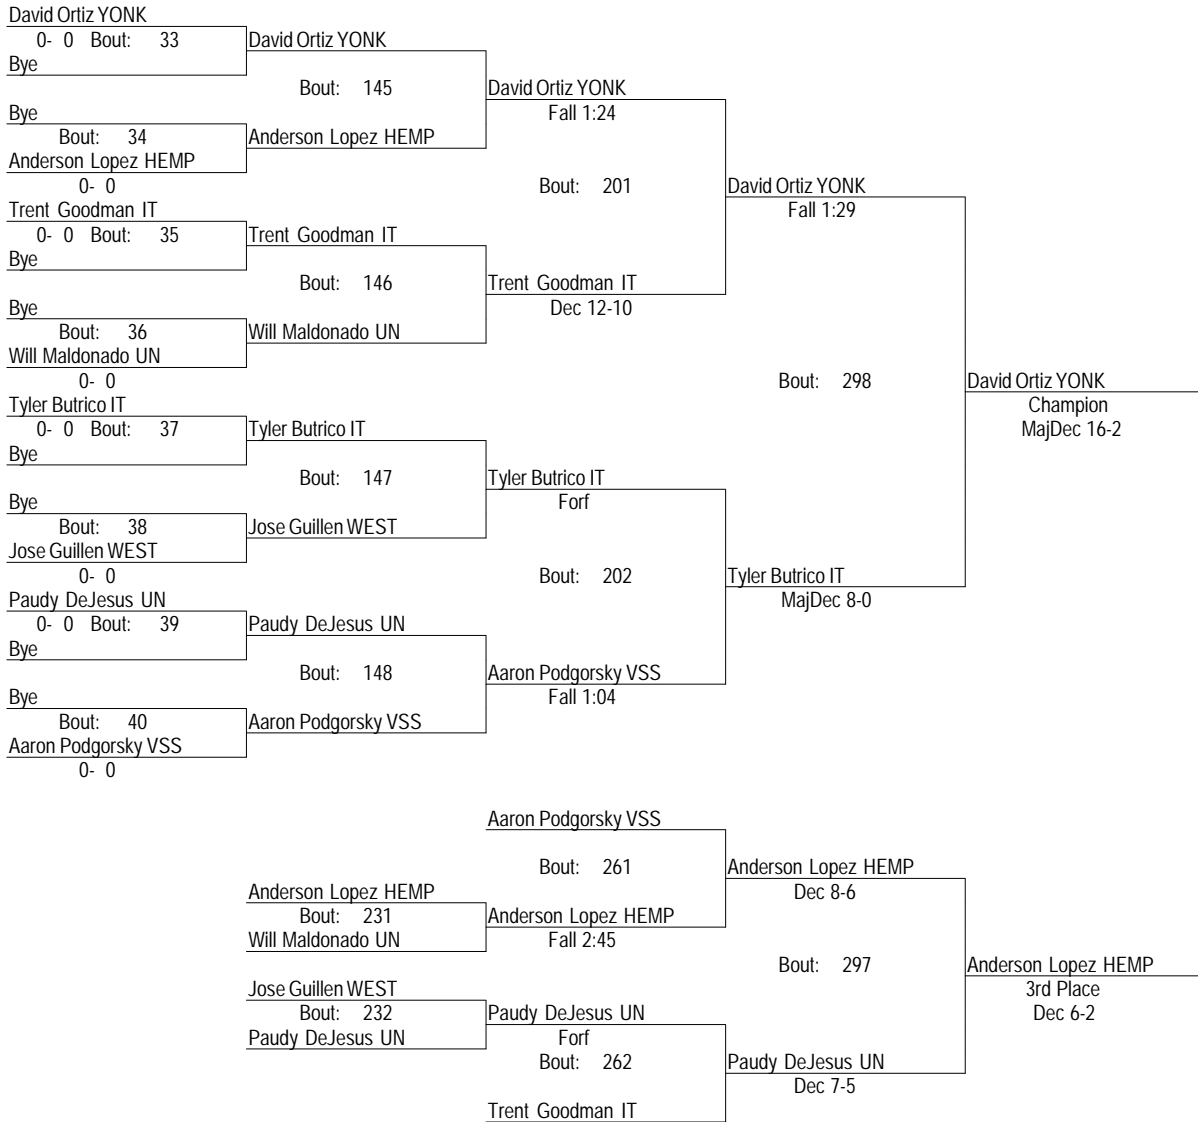 David Ortiz YONK
0- 0 Bout: 33
David Ortiz YONK
Bye
Bout: 145
David Ortiz YONK
Bye
Fall 1:24
Bout: 34
Anderson Lopez HEMP
Anderson Lopez HEMP
0- 0
Bout: 201
David Ortiz YONK
Trent Goodman IT
Fall 1:29
0- 0 Bout: 35
Trent Goodman IT
Bye
Bout: 146
Trent Goodman IT
Bye
Dec 12-10
Bout: 36
Will Maldonado UN
Will Maldonado UN
0- 0
Bout: 298
David Ortiz YONK
Tyler Butrico IT
Champion
0- 0 Bout: 37
Tyler Butrico IT
MajDec 16-2
Bye
Bout: 147
Tyler Butrico IT
Bye
Forf
Bout: 38
Jose Guillen WEST
Jose Guillen WEST
0- 0
Bout: 202
Tyler Butrico IT
Paudy DeJesus UN
MajDec 8-0
0- 0 Bout: 39
Paudy DeJesus UN
Bye
Bout: 148
Aaron Podgorsky VSS
Bye
Fall 1:04
Bout: 40
Aaron Podgorsky VSS
Aaron Podgorsky VSS
0- 0
Aaron Podgorsky VSS
Bout: 261
Anderson Lopez HEMP
Anderson Lopez HEMP
Dec 8-6
Bout: 231
Anderson Lopez HEMP
Will Maldonado UN
Fall 2:45
Bout: 297
Anderson Lopez HEMP
Jose Guillen WEST
3rd Place
Bout: 232
Paudy DeJesus UN
Dec 6-2
Paudy DeJesus UN
Forf
Bout: 262
Paudy DeJesus UN
Dec 7-5
Trent Goodman IT